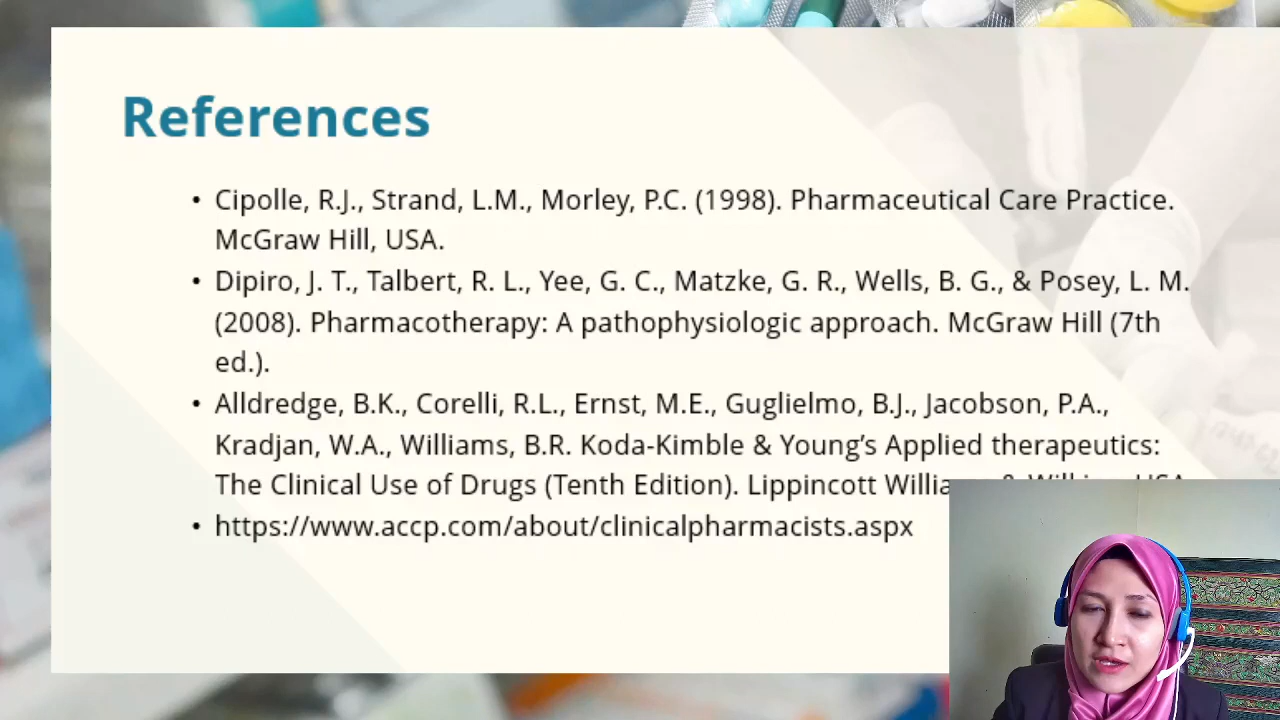 References
• Cipolle, R.J., Strand, L.M., Morley, P.C. (1998). Pharmaceutical Care Practice.
McGraw Hill, USA.
• Dipiro, J. T., Talbert, R. L., Yee, G. C., Matzke, G. R., Wells, B. G., & Posey, L. M.
(2008). Pharmacotherapy: A pathophysiologic approach. McGraw Hill (7th
ed.).
• Alldredge, B.K., Corelli, R.L., Ernst, M.E., Guglielmo, B.J., Jacobson, P.A.,
Kradjan, W.A., Williams, B.R. Koda-Kimble & Young’s Applied therapeutics:
The Clinical Use of Drugs (Tenth Edition). Lippincott
• https://www.accp.com/about/clinicalpharmacists.aspx